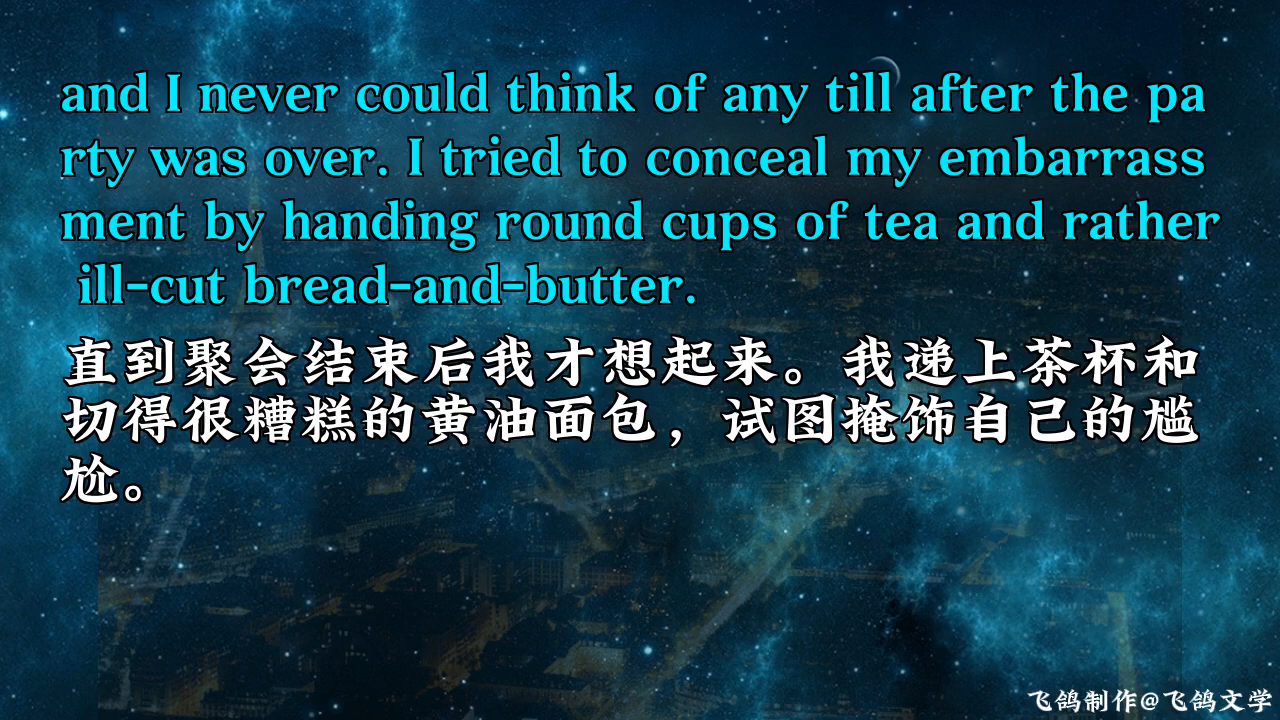 and I never could think of any till after the pa
rty was over. I tried to conceal my embarrass
ment by handing round cups of tea and rather
ill-cut bread-and-butter.
直到聚会结束后我才想起来。我递上茶杯和
切得很糟糕的黄油面包，试图掩饰自己的尴
尬。
飞鸽制作@飞鸽文学